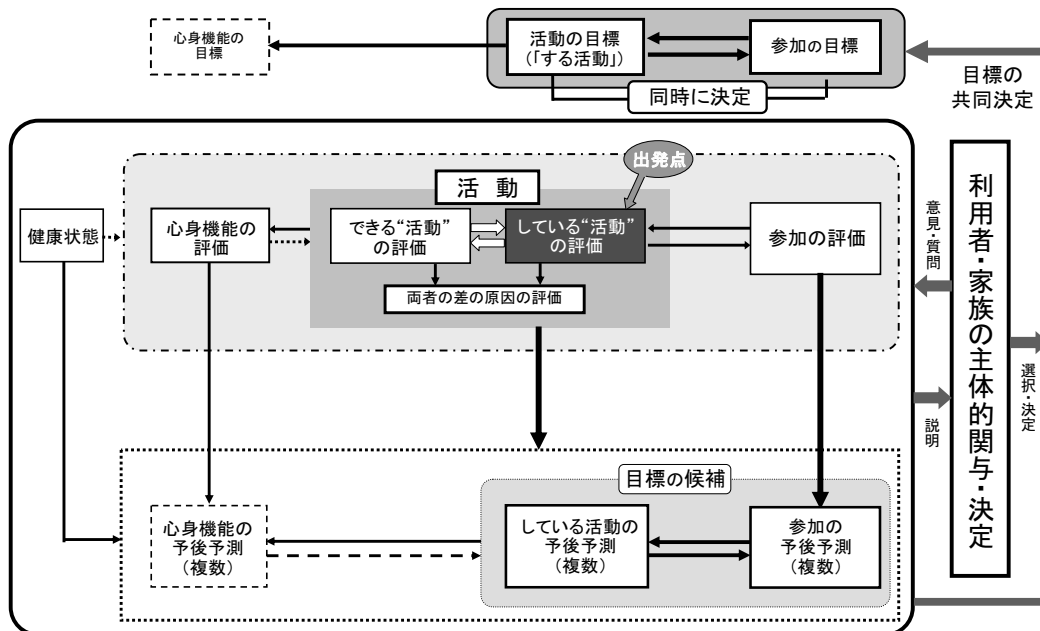 心身機能の
目標
活動の目標
(「する活動」)
参加の目標
同時に決定
目標の
共同決定
出発点
活 動
健康状態
心身機能の
評価
できる“活動”
の評価
している“活動”
の評価
参加の評価
両者の差の原因の評価
意見・質問
説明
利用者・家族の主体的関与・決定
選択・決定
目標の候補
心身機能の
予後予測
(複数)
している活動の
予後予測
(複数)
参加の
予後予測
(複数)